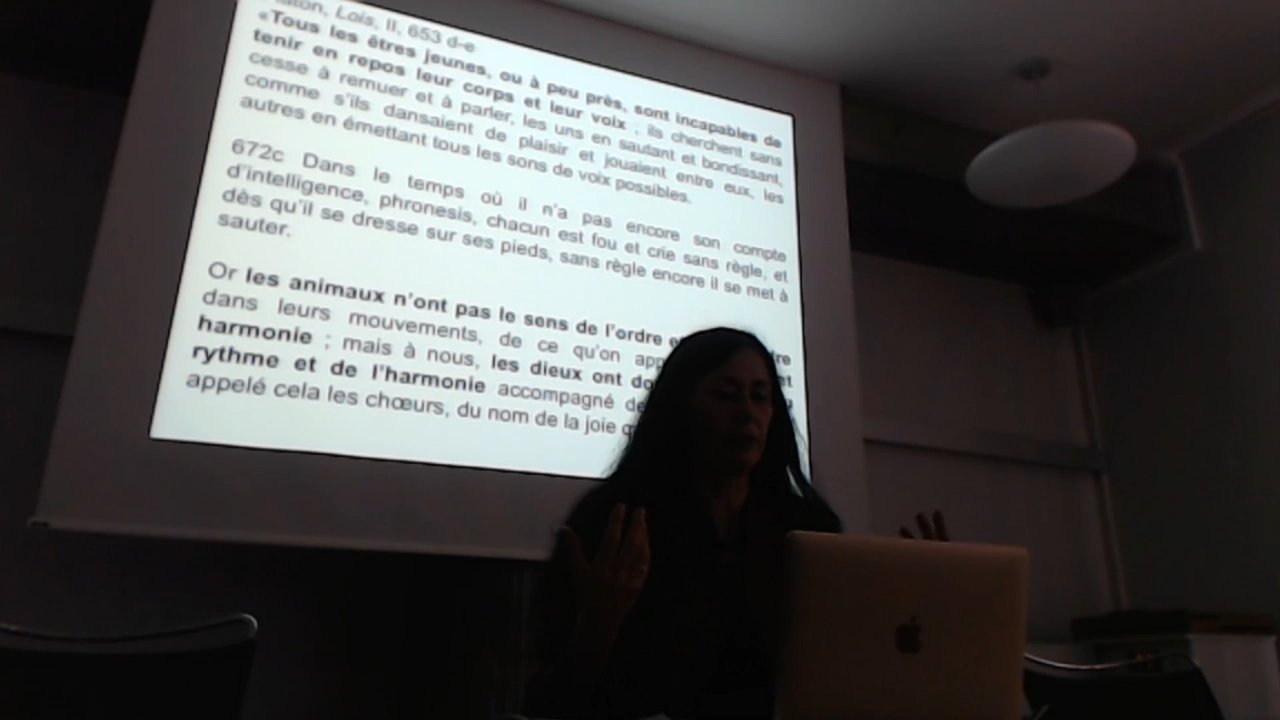 Lois, II, 653 d-e
«Tous les êtres jeunes, ou à peu près, sont incapables de
tenir en repos leur corps et leur voix ; ils cherchent sans
cesse à remuer et à parler, les uns en sautant et bondissant,
comme s'ils dansaient de plaisir et jouaient entre eux, les
autres en émettant tous les sons de voix possibles.
672c Dans le temps où il n'a pas encore son compte
d'intelligence, phronesis, chacun est fou et crie sans règle, et
dès qu'il se dresse sur ses pieds, sans règle encore il se met à
sauter.
Or les animaux n'ont pas le sens de l'ordre
dans leurs mouvements, de ce qu'on
harmonie ; mais à nous, les dieux ont
rythme et de l'harmonie accompagné
appelé cela les chœurs, du nom de la joie